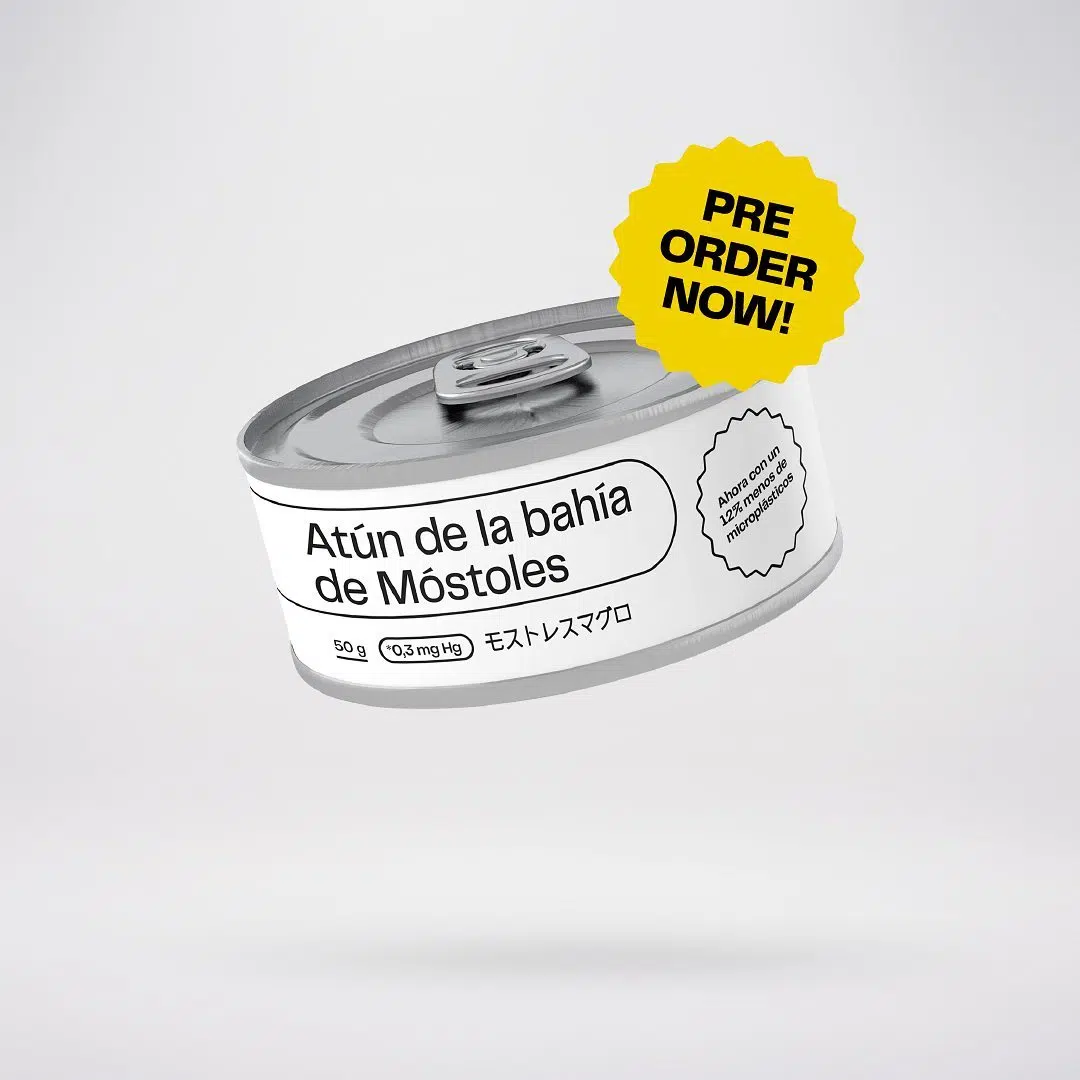 PRE
ORDER
NOW!
Atún de la bahía
de Móstoles
50 g
*0,3 mg Hg
モストレスマグロ
Ahora con un
12% menos de
microplásticos